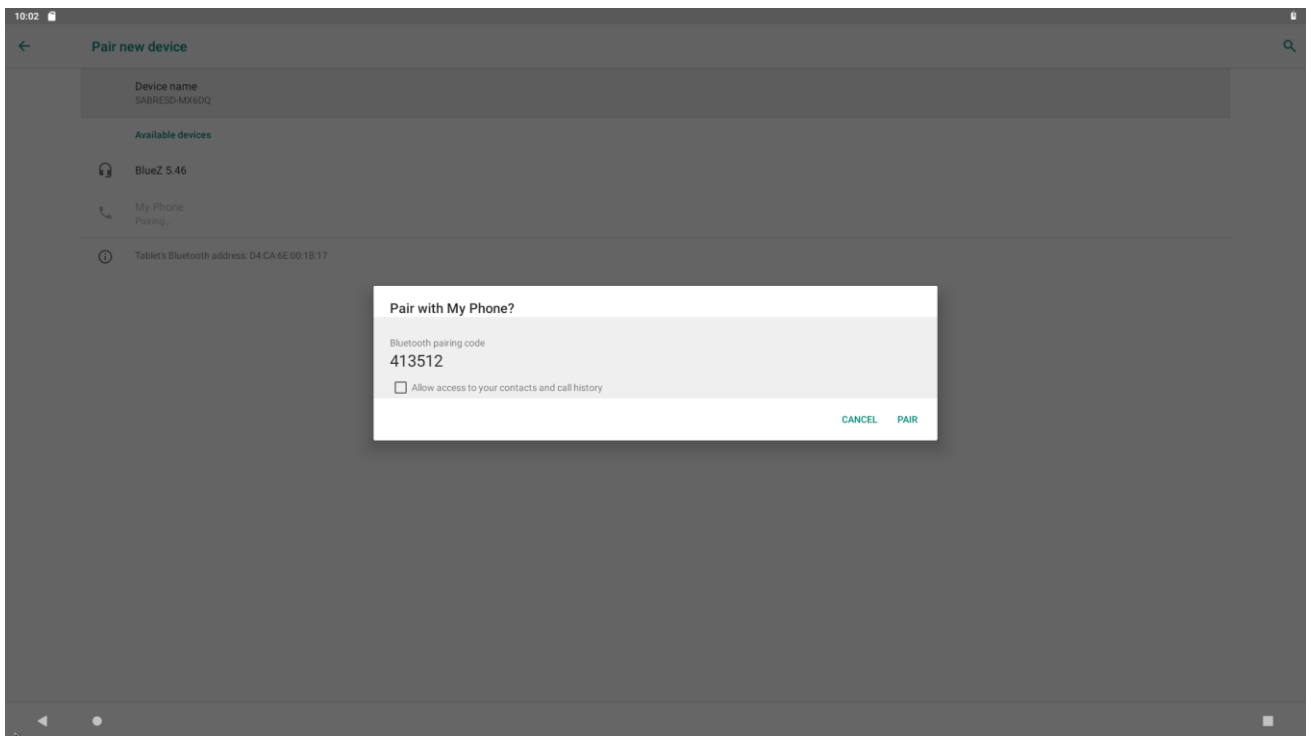 10:02
Pair new device
Device name
SABRESD-MX6DQ
Available devices
BlueZ 5.46
My Phone
Pairing...
Tablet's Bluetooth address: D4:CA:6E:00:1B:17
Pair with My Phone?
Bluetooth pairing code
413512
Allow access to your contacts and call history
CANCEL PAIR